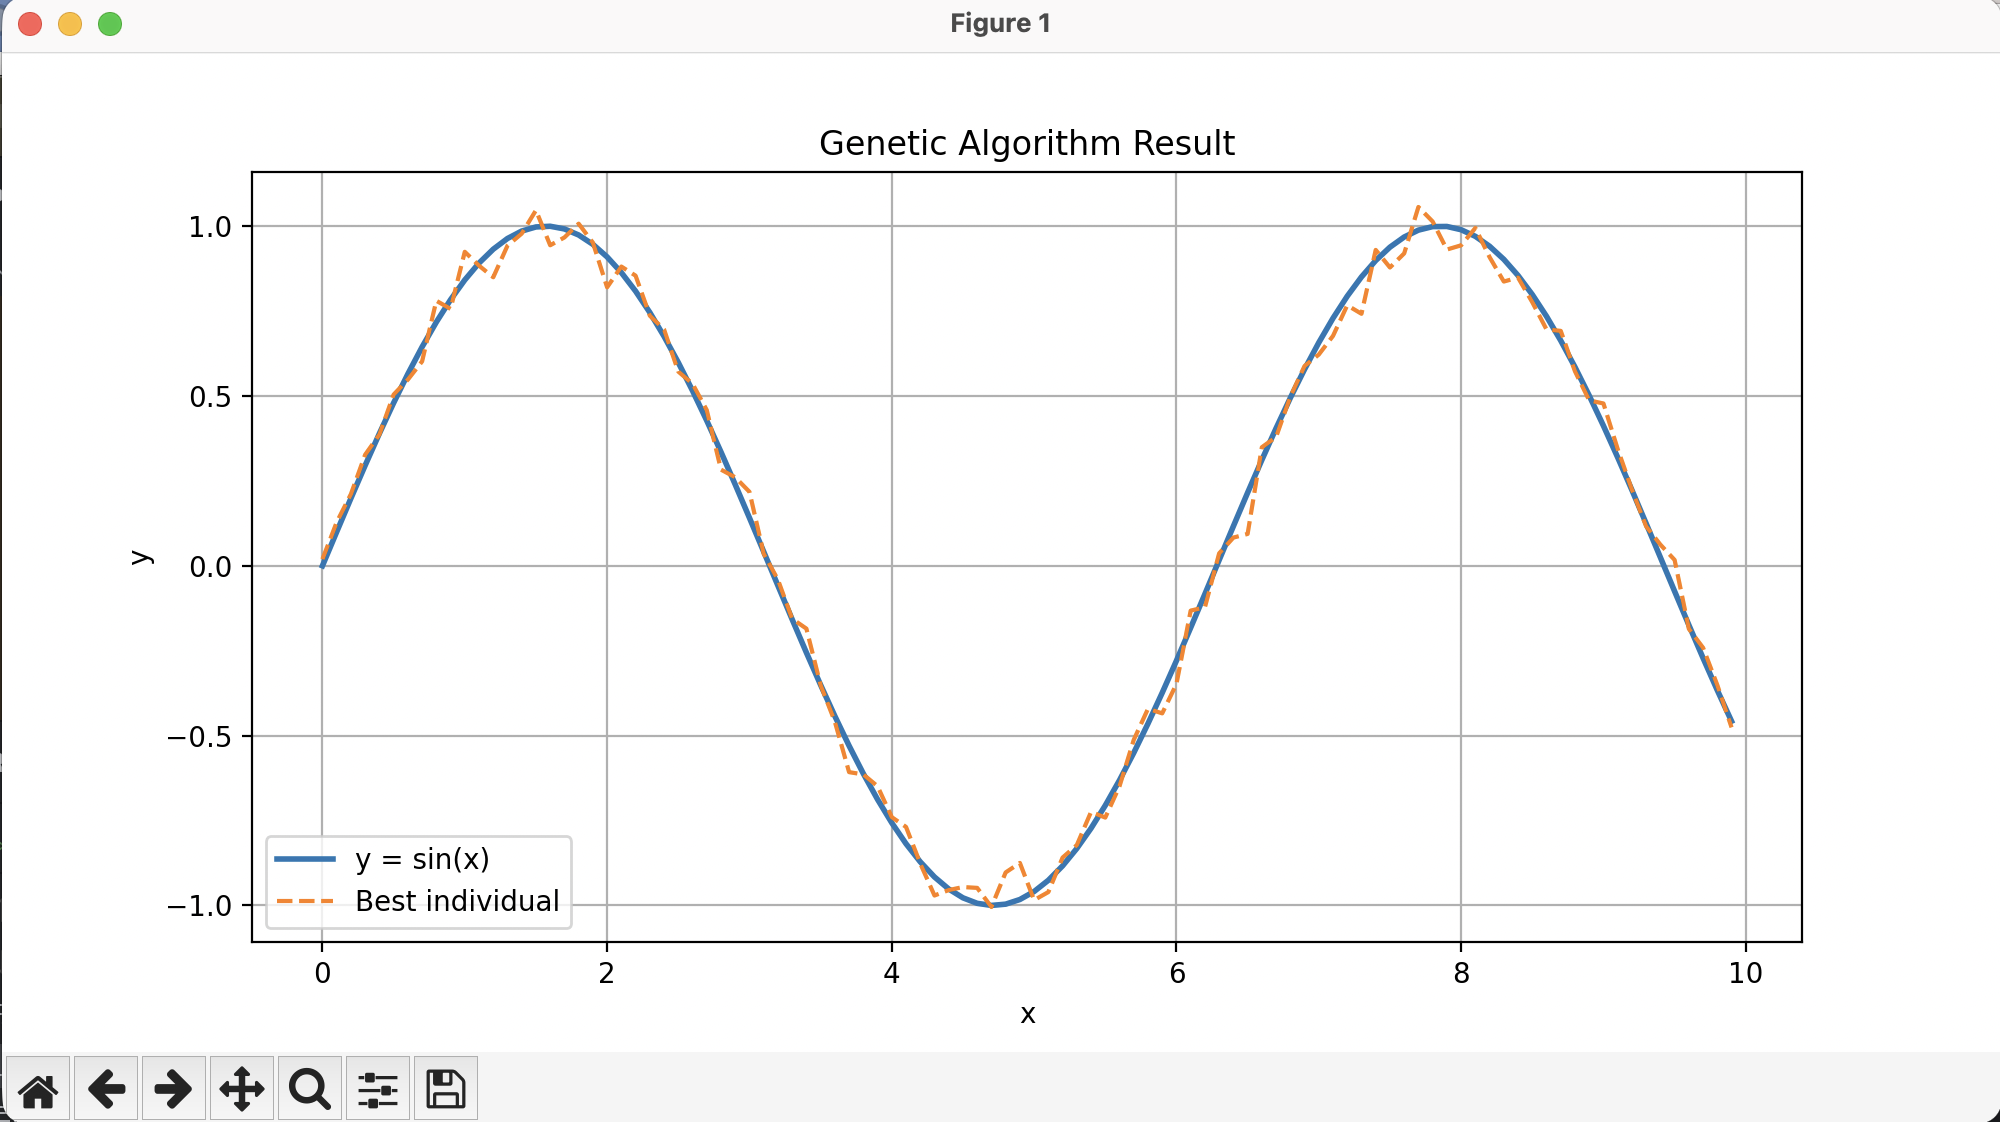 Figure 1
Genetic Algorithm Result
1.0
0.5
0.0
−0.5
−1.0
y
y = sin(x)
Best individual
0 2 4 6 8 10
x